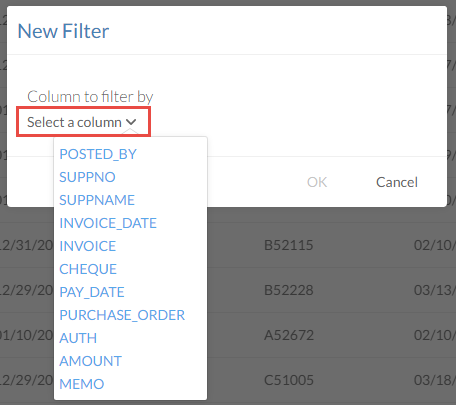 New Filter
Column to filter by
Select a column
POSTED_BY
SUPPNO
SUPPNAME
INVOICE_DATE
INVOICE
CHEQUE
PAY_DATE
PURCHASE_ORDER
AUTH
AMOUNT
MEMO
OK Cancel
12/31/20 B52115 02/10/
12/29/20 B52228 03/13/
01/10/20 A52672 02/10/
12/29/20 C51005 03/18/